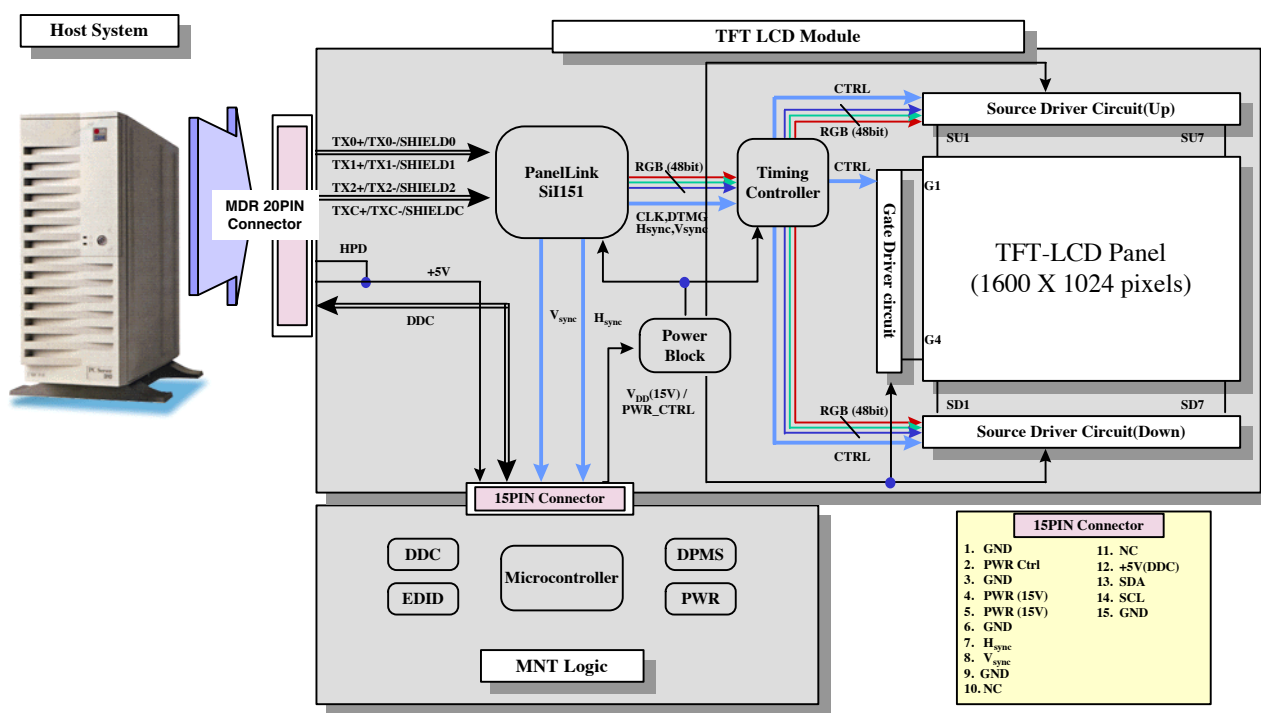 Host System
TFT LCD Module
CTRL
Source Driver Circuit(Up)
RGB (48bit)
SU1
SU7
TX0+/TX0-/SHIELD0
TX1+/TX1-/SHIELD1
TX2+/TX2-/SHIELD2
TXC+/TXC-/SHIELDC
MDR 20PIN
Connector
PanelLink
SiI151
RGB (48bit)
CLK,DTMG
Hsync,Vsync
Timing
Controller
CTRL
G1
Gate Driver circuit
G4
TFT-LCD Panel
(1600 X 1024 pixels)
HPD
+5V
DDC
Vsync
Hsync
Power
Block
VDD(15V) /
PWR_CTRL
SD1
SD7
RGB (48bit)
Source Driver Circuit(Down)
CTRL
15PIN Connector
DDC
EDID
Microcontroller
DPMS
PWR
MNT Logic
15PIN Connector
1. GND
2. PWR Ctrl
3. GND
4. PWR (15V)
5. PWR (15V)
6. GND
7. Hsync
8. Vsync
9. GND
10. NC
11. NC
12. +5V(DDC)
13. SDA
14. SCL
15. GND